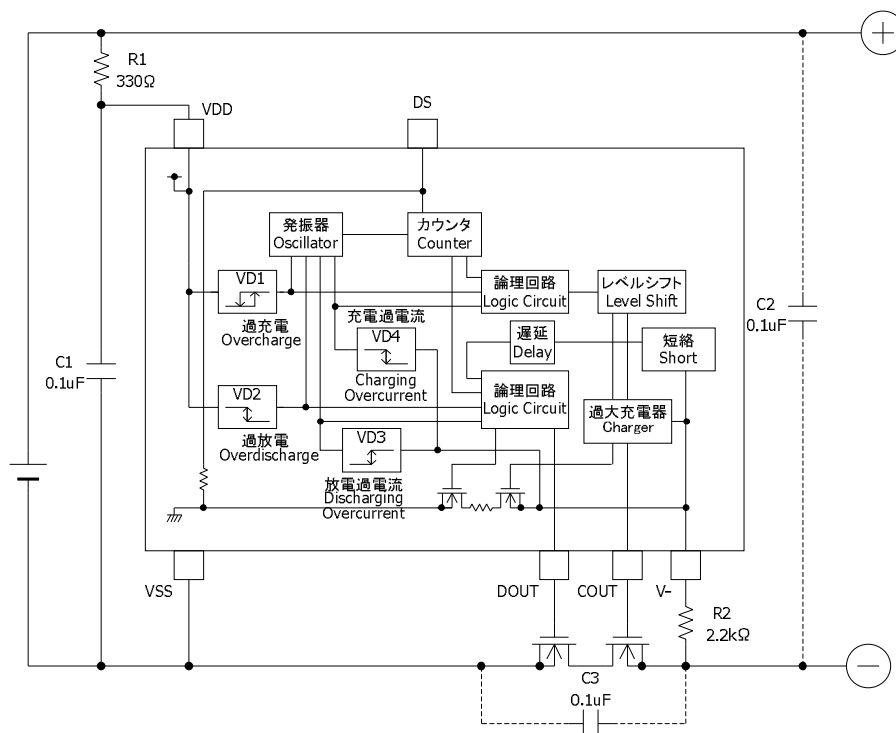 R1
330Ω
VDD
DS
発振器
Oscillator
カウンタ
Counter
VD1
過充電
Overcharge
論理回路
Logic Circuit
レベルシフト
Level Shift
C2
0.1uF
充電過電流
VD4
Charging
Overcurrent
遅延
Delay
短絡
Short
C1
0.1uF
VD2
過放電
Overdischarge
論理回路
Logic Circuit
過大充電器
Charger
VD3
放電過電流
Discharging
Overcurrent
VSS
DOUT
COUT
V-
R2
2.2kΩ
C3
0.1uF